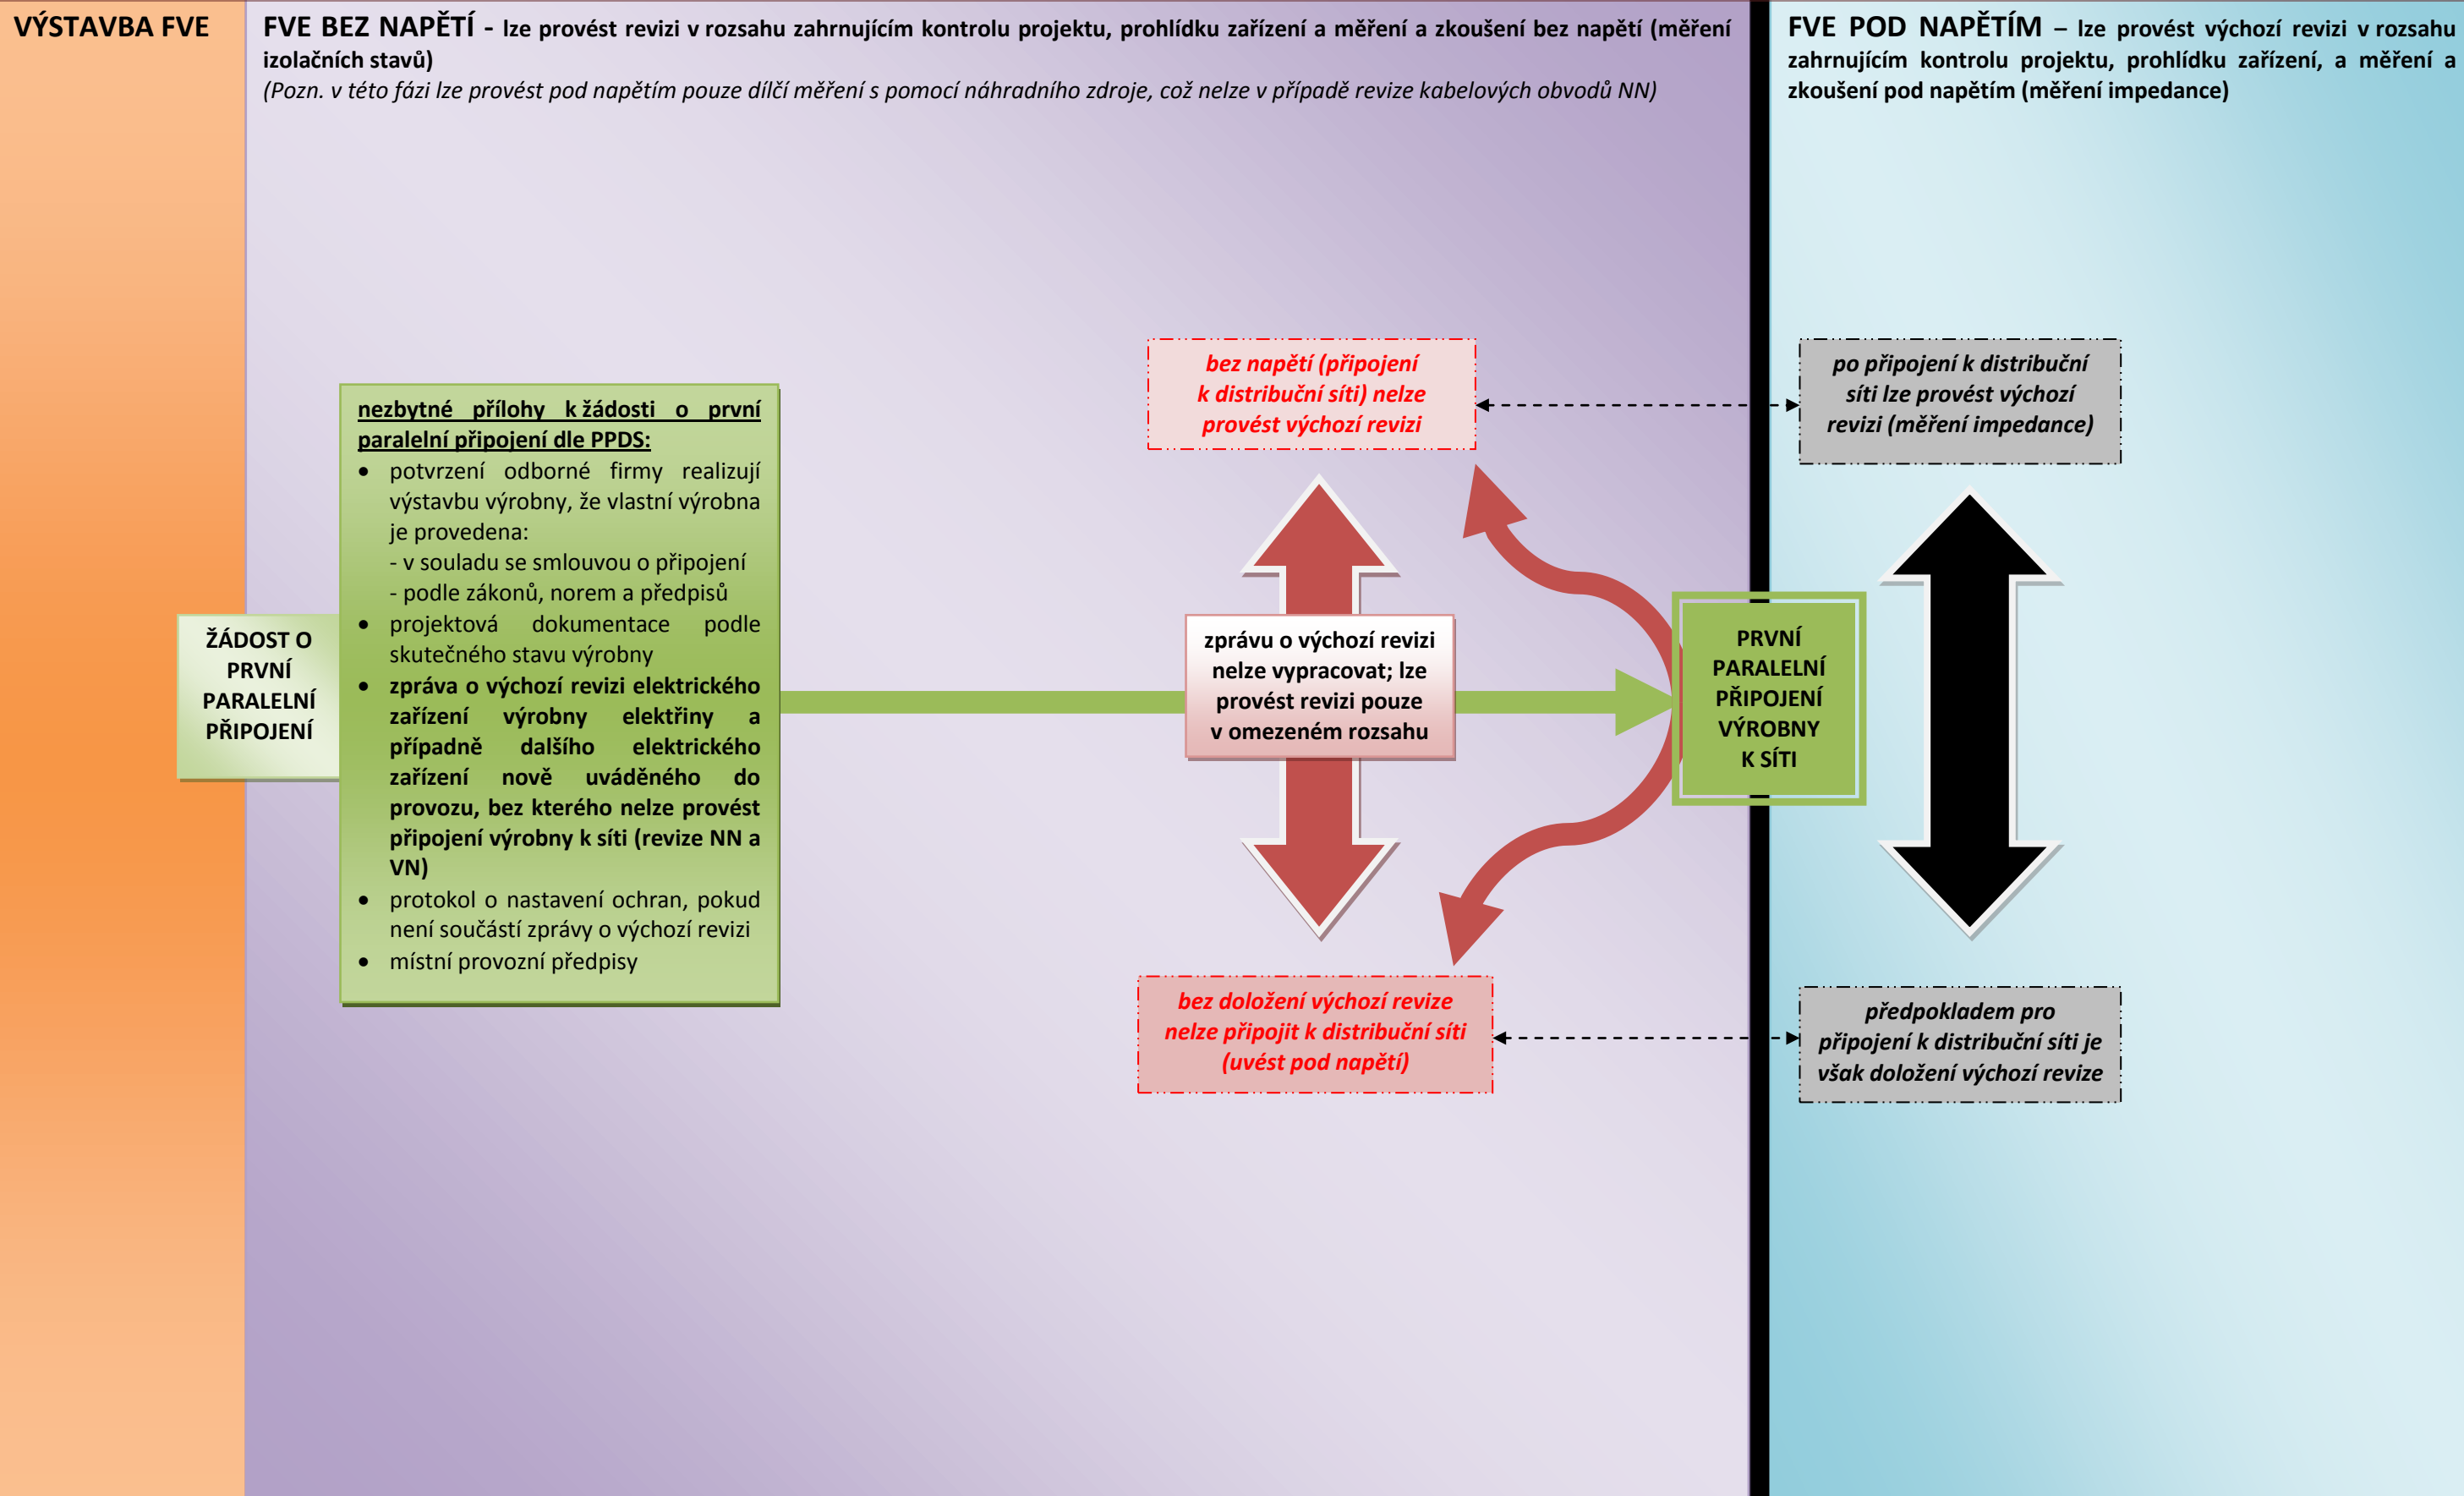 VÝSTAVBA FVE
FVE BEZ NAPĚTÍ - lze provést revizi v rozsahu zahrnujícím kontrolu projektu, prohlídku zařízení a měření a zkoušení bez napětí (měření
izolačních stavů)
(Pozn. v této fázi lze provést pod napětím pouze dílčí měření s pomocí náhradního zdroje, což nelze v případě revize kabelových obvodů NN)
FVE POD NAPĚTÍM – lze provést výchozí revizi v rozsahu
zahrnujícím kontrolu projektu, prohlídku zařízení, a měření a
zkoušení pod napětím (měření impedance)
ŽÁDOST O
PRVNÍ
PARALELNÍ
PŘIPOJENÍ
nezbytné přílohy k žádosti o první
paralelní připojení dle PPDS:
• potvrzení odborné firmy realizují
výstavbu výrobny, že vlastní výrobna
je provedena:
- v souladu se smlouvou o připojení
- podle zákonů, norem a předpisů
• projektová dokumentace podle
skutečného stavu výrobny
• zpráva o výchozí revizi elektrického
zařízení výrobny elektřiny a
případně dalšího elektrického
zařízení nově uváděného do
provozu, bez kterého nelze provést
připojení výrobny k síti (revize NN a
VN)
• protokol o nastavení ochran, pokud
není součástí zprávy o výchozí revizi
• místní provozní předpisy
bez napětí (připojení
k distribuční síti) nelze
provést výchozí revizi
zprávu o výchozí revizi
nelze vypracovat; lze
provést revizi pouze
v omezeném rozsahu
bez doložení výchozí revize
nelze připojit k distribuční síti
(uvést pod napětí)
PRVNÍ
PARALELNÍ
PŘIPOJENÍ
VÝROBNY
K SÍTI
po připojení k distribuční
síti lze provést výchozí
revizi (měření impedance)
předpokladem pro
připojení k distribuční síti je
však doložení výchozí revize